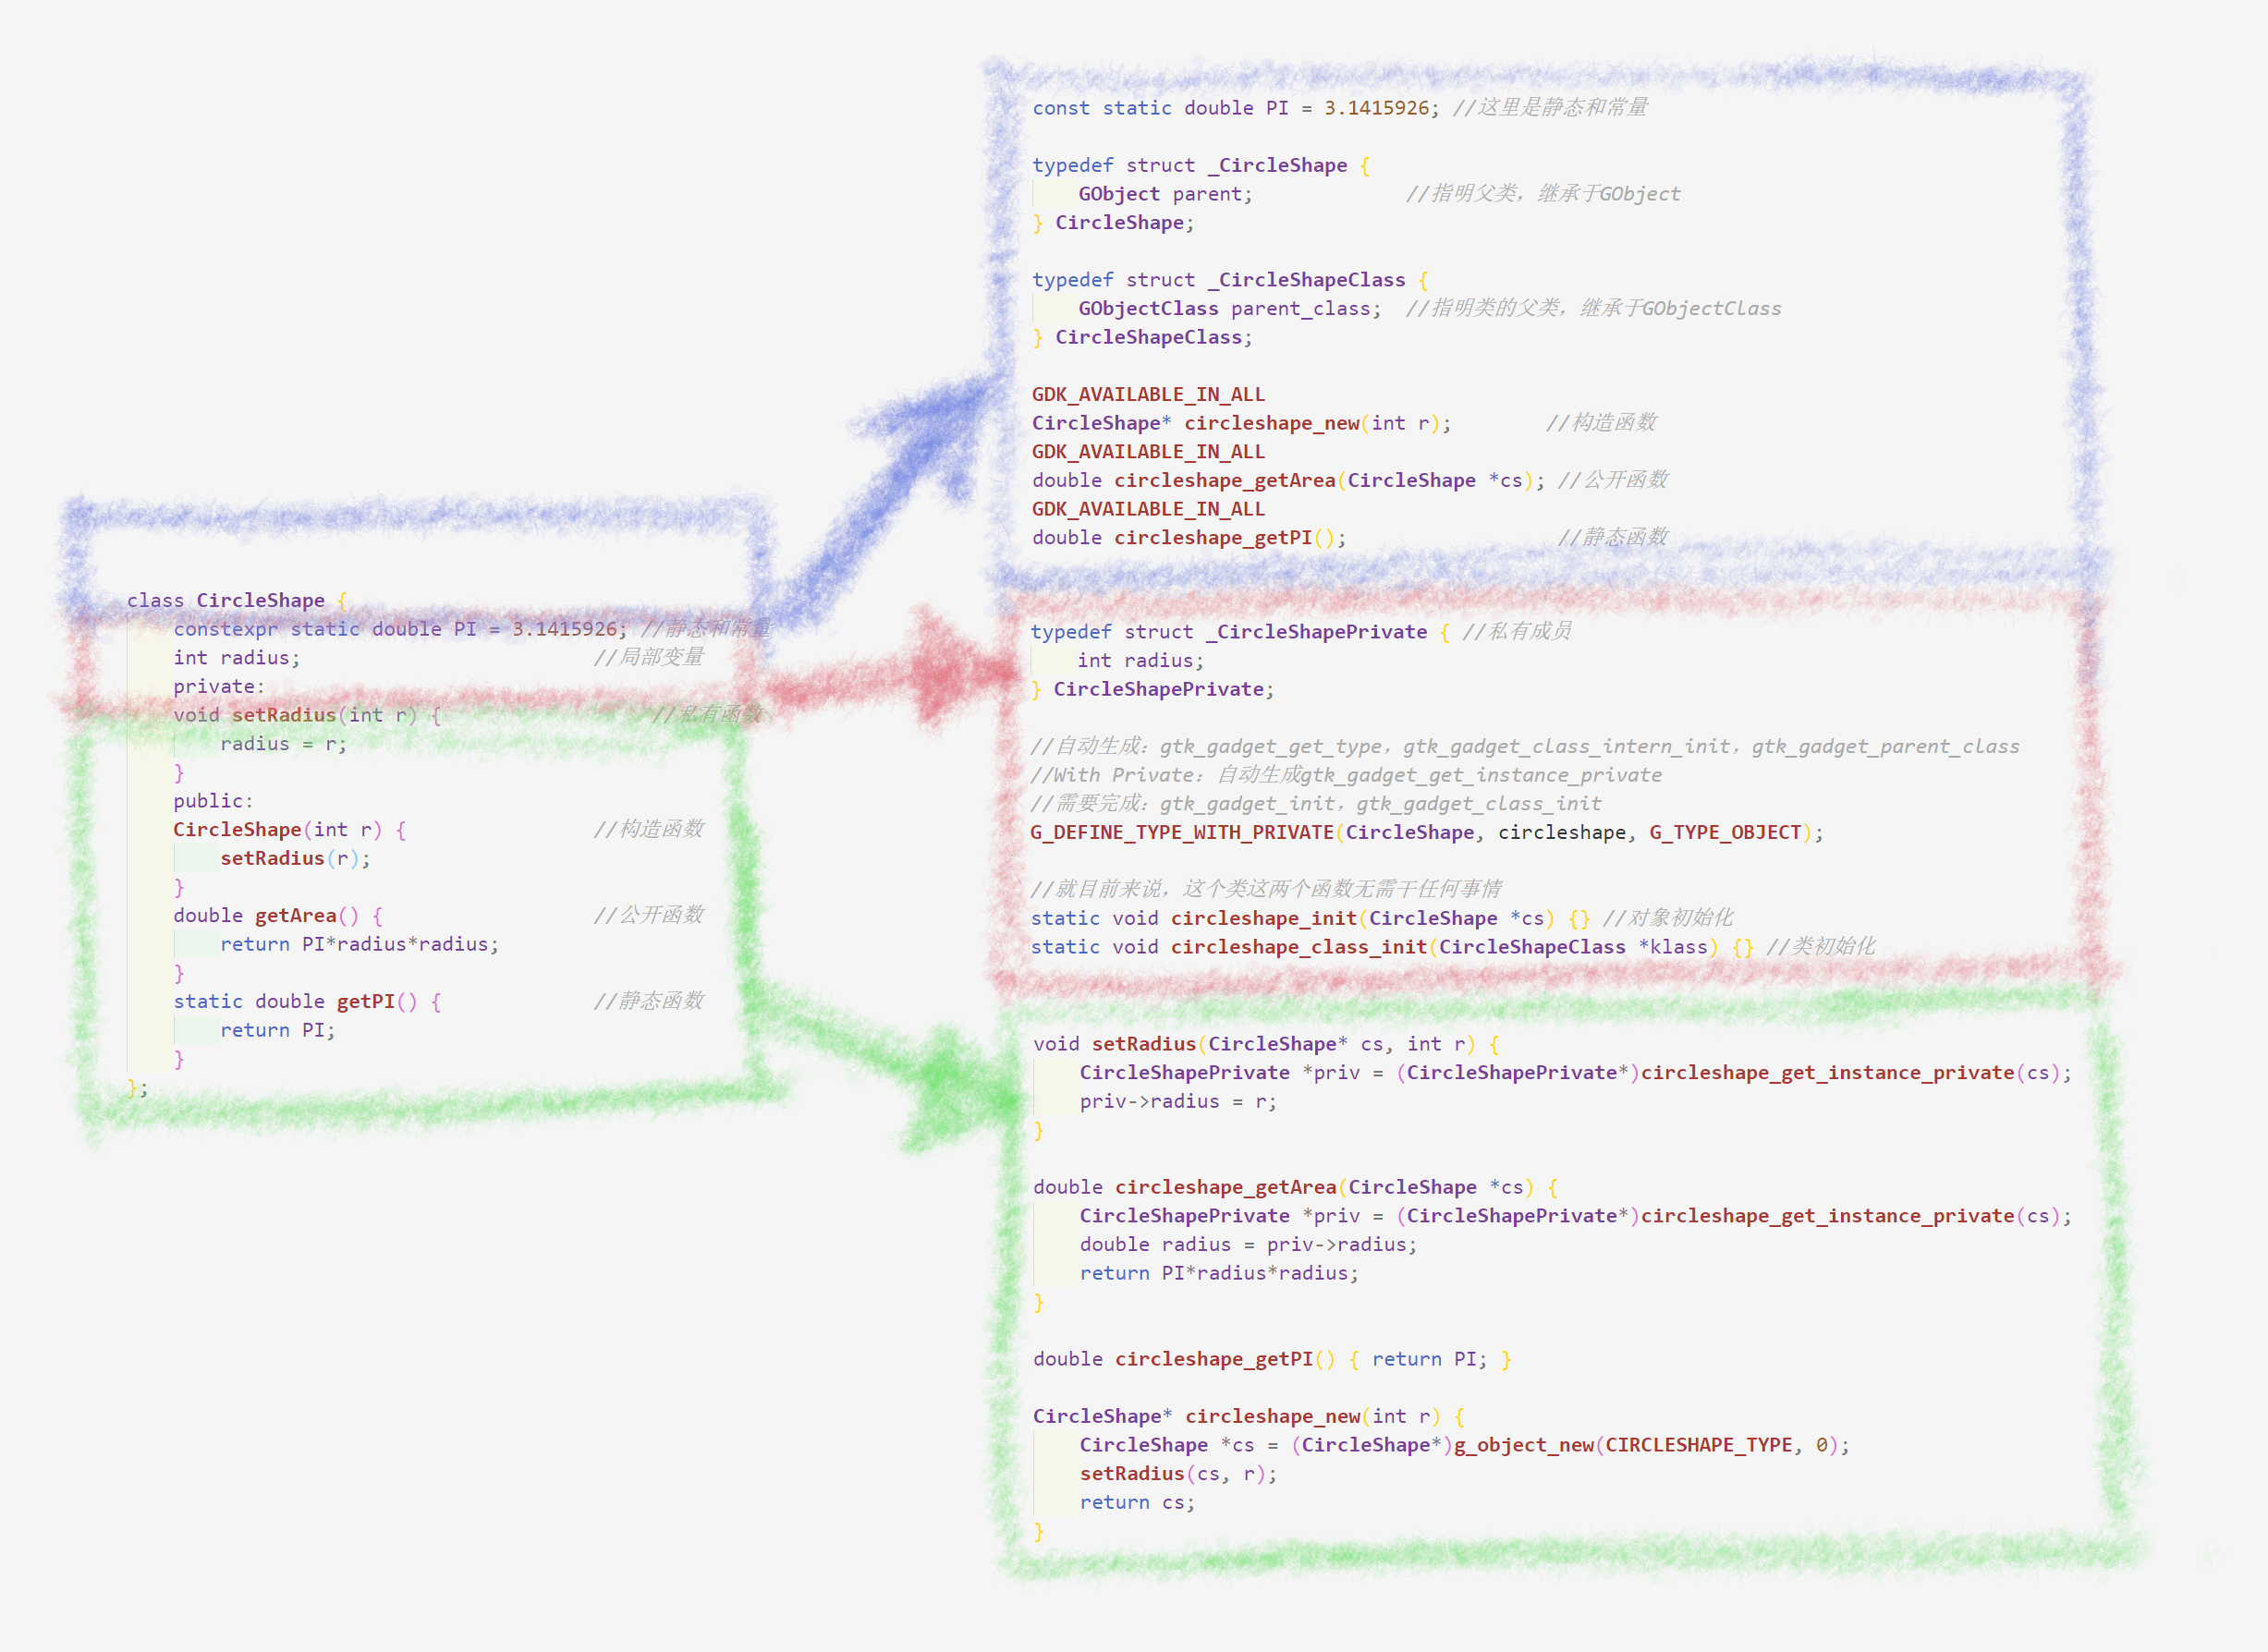 class CircleShape {
constexpr static double PI = 3.1415926; //静态和常量
int radius; //局部变量
private:
void setRadius(int r) { //私有函数
radius = r;
}
public:
CircleShape(int r) { //构造函数
setRadius(r);
}
double getArea() { //公开函数
return PI*radius*radius;
}
static double getPI() { //静态函数
return PI;
}
};
const static double PI = 3.1415926; //这里是静态和常量
typedef struct _CircleShape {
GObject parent; //指明父类，继承于GObject
} CircleShape;
typedef struct _CircleShapeClass {
GObjectClass parent_class; //指明类的父类，继承于GObjectClass
} CircleShapeClass;
GDK_AVAILABLE_IN_ALL
CircleShape* circleshape_new(int r); //构造函数
GDK_AVAILABLE_IN_ALL
double circleshape_getArea(CircleShape *cs); //公开函数
GDK_AVAILABLE_IN_ALL
double circleshape_getPI(); //静态函数
typedef struct _CircleShapePrivate { //私有成员
int radius;
} CircleShapePrivate;
//自动生成：gtk_gadget_get_type，gtk_gadget_class_intern_init，gtk_gadget_parent_class
//With Private：自动生成gtk_gadget_get_instance_private
//需要完成：gtk_gadget_init，gtk_gadget_class_init
G_DEFINE_TYPE_WITH_PRIVATE(CircleShape, circleshape, G_TYPE_OBJECT);
//就目前来说，这个类这两个函数无需干任何事情
static void circleshape_init(CircleShape *cs) {} //对象初始化
static void circleshape_class_init(CircleShapeClass *klass) {} //类初始化
void setRadius(CircleShape* cs, int r) {
CircleShapePrivate *priv = (CircleShapePrivate*)circleshape_get_instance_private(cs);
priv->radius = r;
}
double circleshape_getArea(CircleShape *cs) {
CircleShapePrivate *priv = (CircleShapePrivate*)circleshape_get_instance_private(cs);
double radius = priv->radius;
return PI*radius*radius;
}
double circleshape_getPI() { return PI; }
CircleShape* circleshape_new(int r) {
CircleShape *cs = (CircleShape*)g_object_new(CIRCLESHAPE_TYPE, 0);
setRadius(cs, r);
return cs;
}